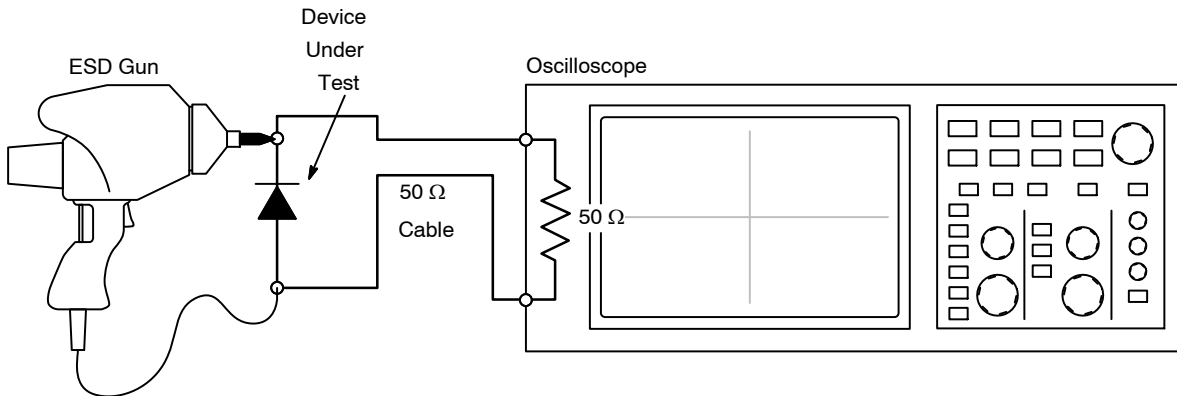 Device
Under
Test
ESD Gun
Oscilloscope
50 Ω
Cable
50 Ω